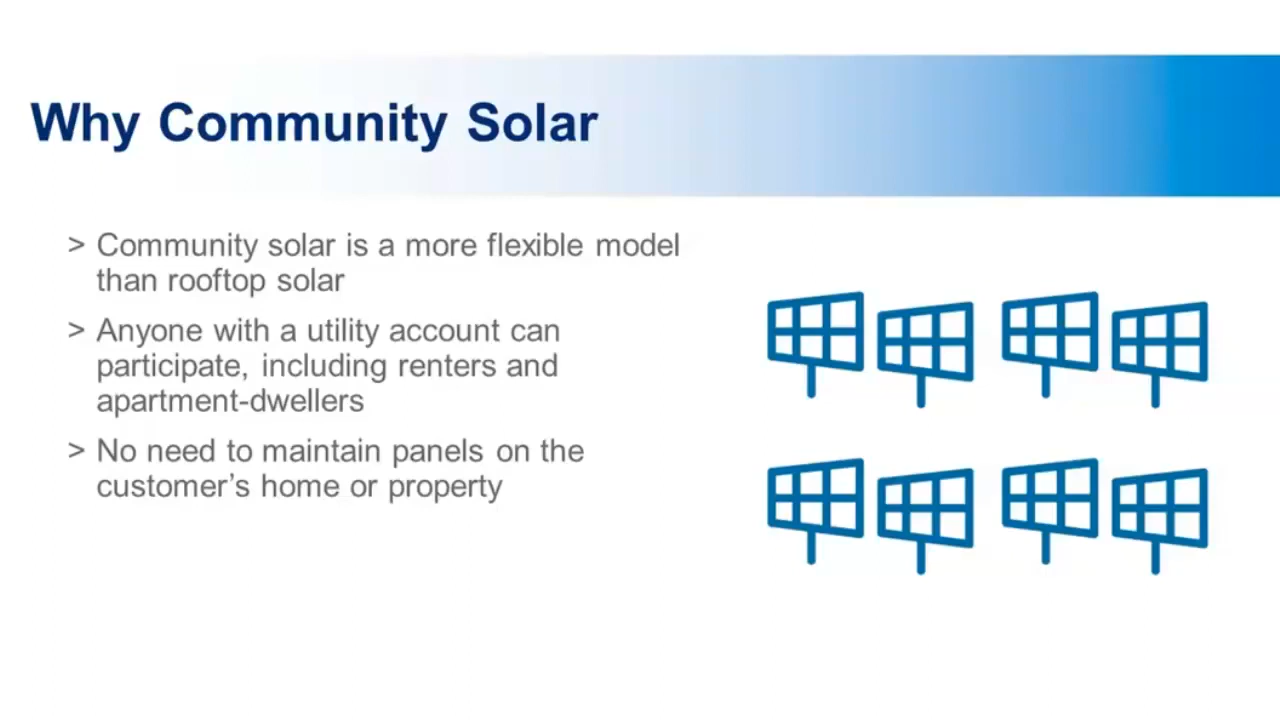 Why Community Solar
> Community solar is a more flexible model
than rooftop solar
> Anyone with a utility account can
participate, including renters and
apartment-dwellers
> No need to maintain panels on the
customer’s home or property